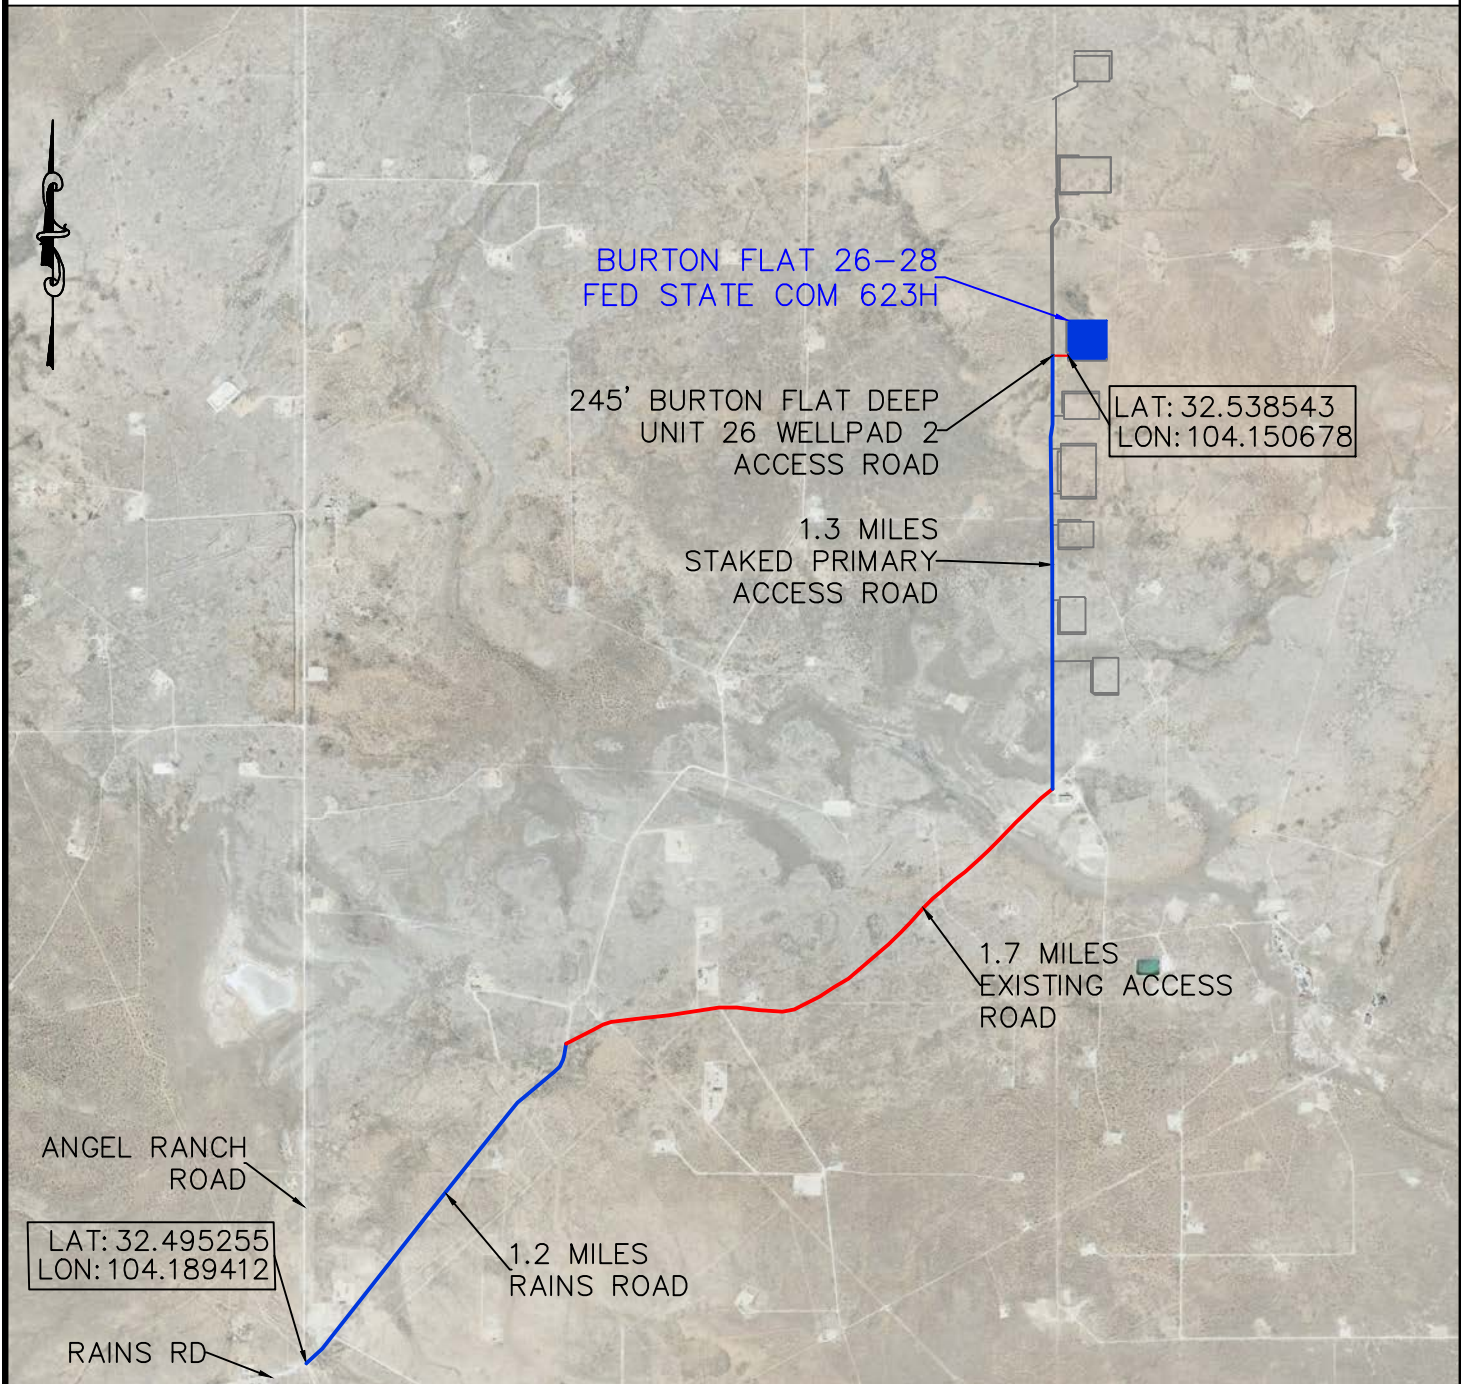 BURTON FLAT 26-28
FED STATE COM 623H
245' BURTON FLAT DEEP
UNIT 26 WELLPAD 2
ACCESS ROAD
LAT: 32.538543
LON: 104.150678
1.3 MILES
STAKED PRIMARY
ACCESS ROAD
1.7 MILES
EXISTING ACCESS
ROAD
ANGEL RANCH
ROAD
LAT: 32.495255
LON: 104.189412
1.2 MILES
RAINS ROAD
RAINS RD